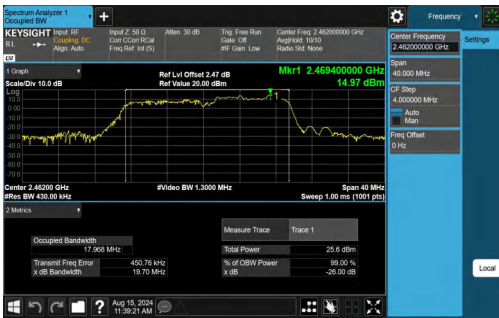 Spectrum Analyzer 1
Occupied BW
KEYSIGHT
RL
Input: RF
Coupling: DC
Align: Auto
Input Z: 50 Ω
Corr CCorr RCal
Freq Ref: Int (S)
Atten: 30 dB
Trig: Free Run
Gate: Off
#IF Gain: Low
Center Freq: 2.462000000 GHz
Avg|Hold: 10/10
Radio Std: None
1 Graph
Scale/Div 10.0 dB
Ref Lvl Offset 2.47 dB
Ref Value 20.00 dBm
Mkr1 2.469400000 GHz
14.97 dBm
Log
10.0
0.00
-10.0
-20.0
-30.0
-40.0
-50.0
-60.0
-70.0
1
Center 2.46200 GHz
#Res BW 430.00 kHz
#Video BW 1.3000 MHz
Span 40 MHz
Sweep 1.00 ms (1001 pts)
2 Metrics
Occupied Bandwidth
17.968 MHz
Transmit Freq Error
450.76 kHz
x dB Bandwidth
19.70 MHz
Measure Trace
Trace 1
Total Power
25.6 dBm
% of OBW Power
99.00 %
x dB
-26.00 dB
Aug 15, 2024
11:39:21 AM
Frequency
Center Frequency
2.462000000 GHz
Settings
Span
40.000 MHz
CF Step
4.000000 MHz
Auto
Man
Freq Offset
0 Hz
Local